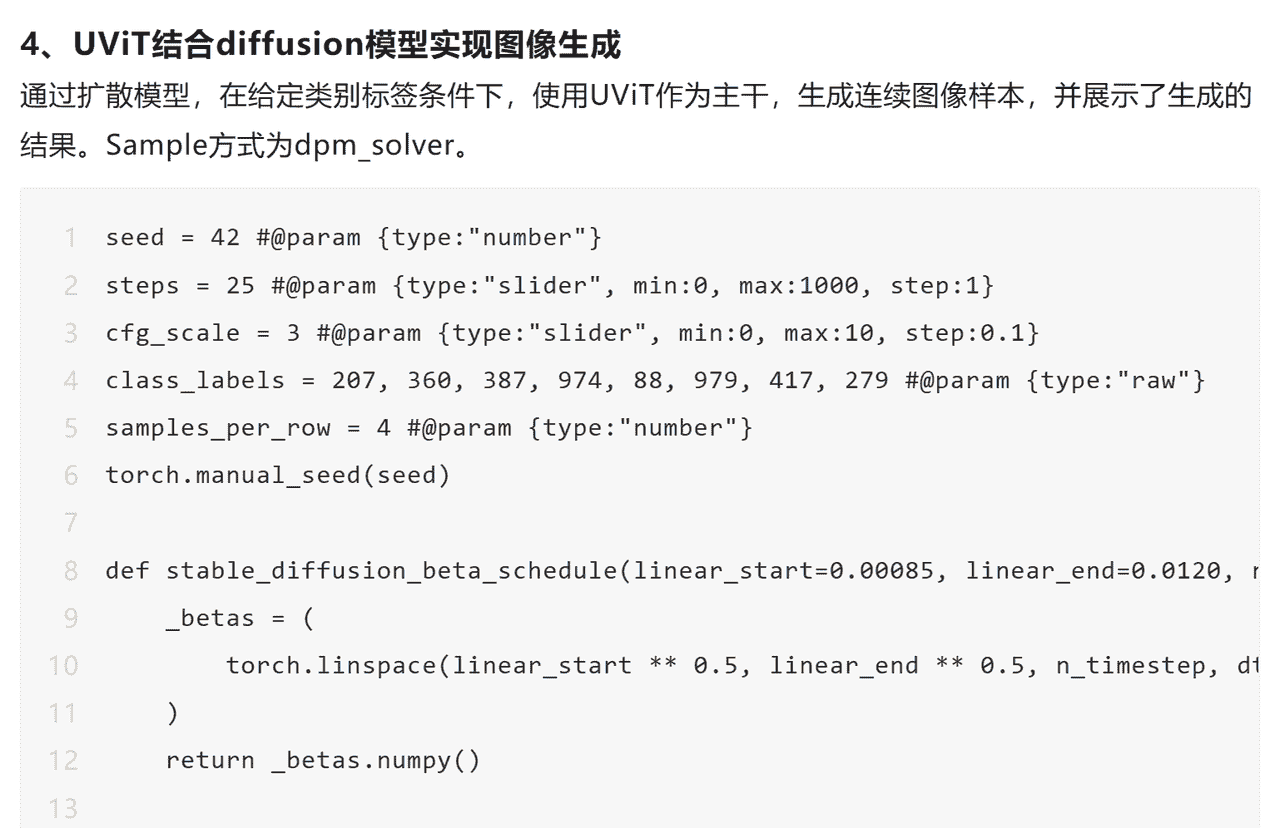 4、UViT结合diffusion模型实现图像生成
通过扩散模型，在给定类别标签条件下，使用UViT作为主干，生成连续图像样本，并展示了生成的
结果。Sample方式为dpm_solver。
1 seed = 42 #@param {type:"number"}
2 steps = 25 #@param {type:"slider", min:0, max:1000, step:1}
3 cfg_scale = 3 #@param {type:"slider", min:0, max:10, step:0.1}
4 class_labels = 207, 360, 387, 974, 88, 979, 417, 279 #@param {type:"raw"}
5 samples_per_row = 4 #@param {type:"number"}
6 torch.manual_seed(seed)
7
8 def stable_diffusion_beta_schedule(linear_start=0.00085, linear_end=0.0120,
9     _betas = (
10         torch.linspace(linear_start ** 0.5, linear_end ** 0.5, n_timestep,
11     )
12     return _betas.numpy()
13